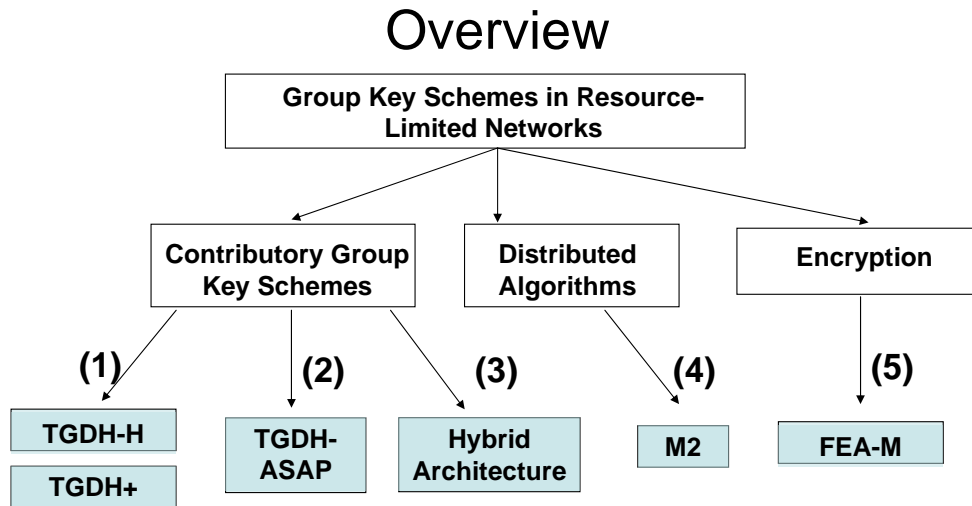 Overview
Group Key Schemes in Resource-
Limited Networks
Contributory Group
Key Schemes
Distributed
Algorithms
Encryption
(1)
(2)
(3)
(4)
(5)
TGDH-H
TGDH+
TGDH-
ASAP
Hybrid
Architecture
M2
FEA-M